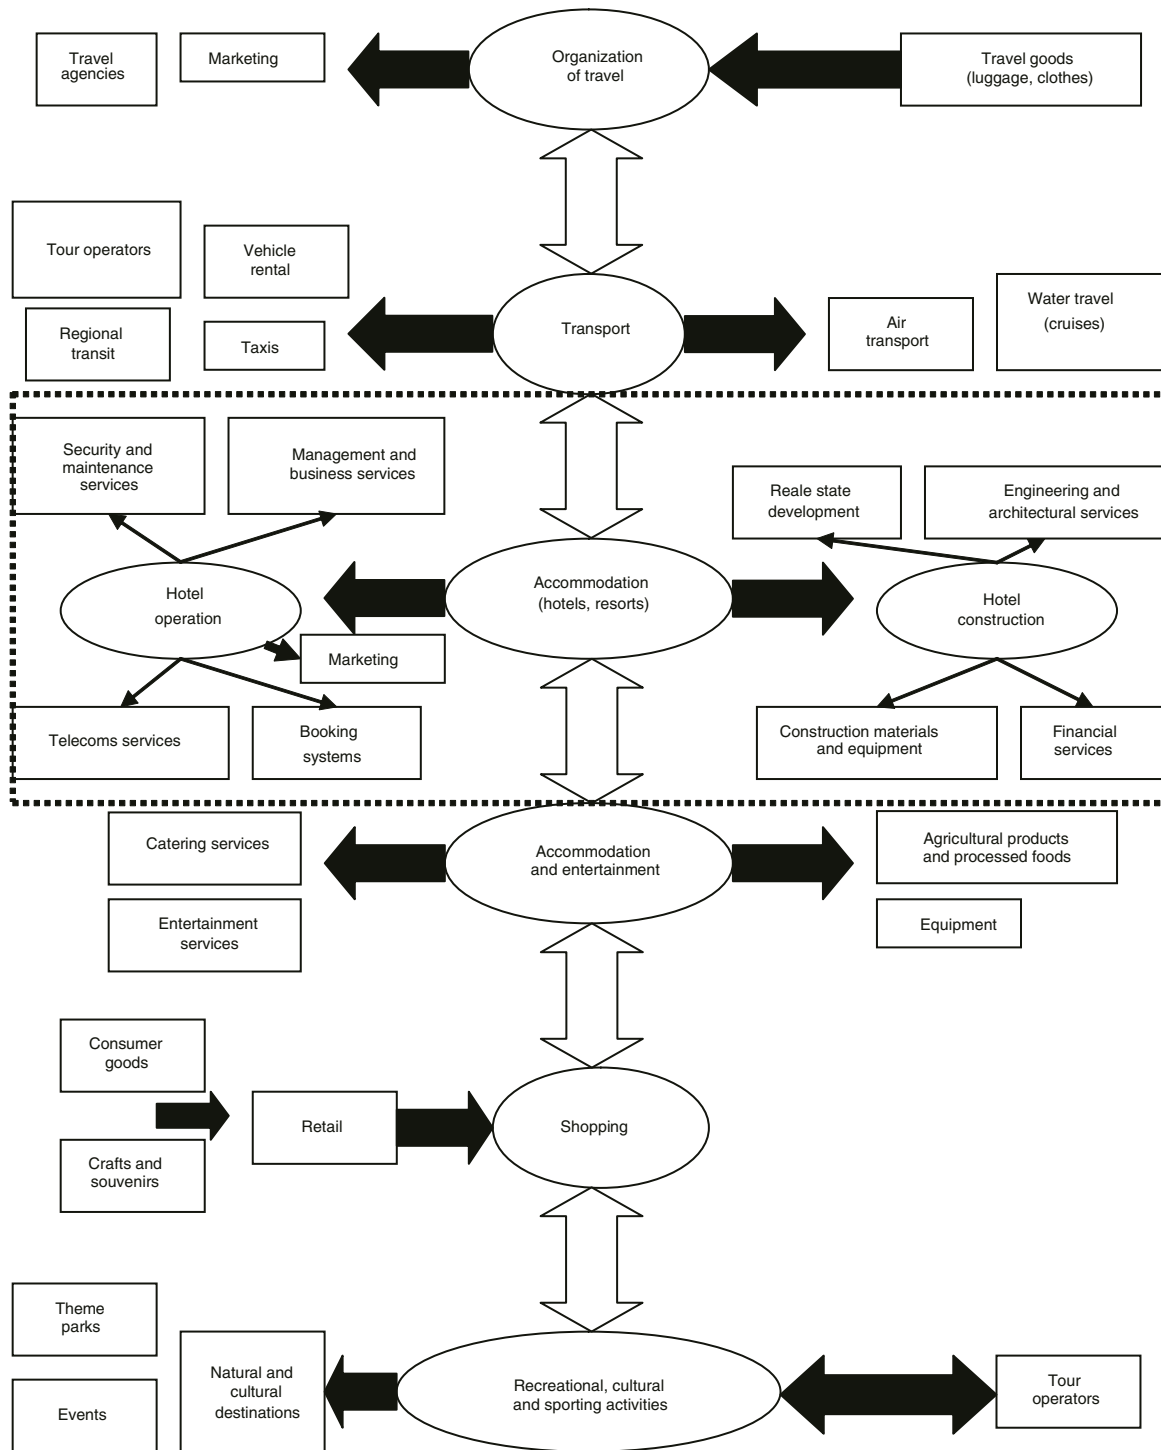 Travel
agencies
Marketing
Organization
of travel
Travel goods
(luggage, clothes)
Tour operators
Vehicle
rental
Regional
transit
Taxis
Transport
Air
transport
Water travel
(cruises)
Security and
maintenance
services
Management and
business services
Reale state
development
Engineering and
architectural services
Hotel
operation
Accommodation
(hotels, resorts)
Hotel
construction
Marketing
Telecoms services
Booking
systems
Construction materials
and equipment
Financial
services
Catering services
Accommodation
and entertainment
Agricultural products
and processed foods
Entertainment
services
Equipment
Consumer
goods
Retail
Shopping
Crafts and
souvenirs
Theme
parks
Events
Natural and
cultural
destinations
Recreational, cultural
and sporting activities
Tour
operators